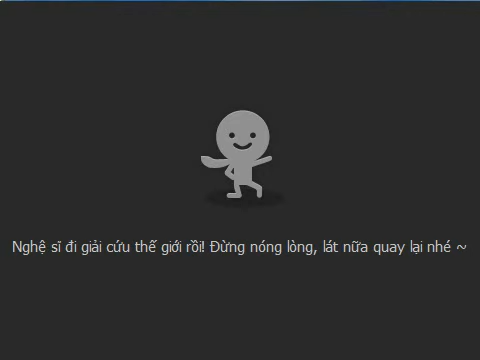 Nghệ sĩ đi giải cứu thế giới rồi! Đừng nóng lòng, lát nữa quay lại nhé ~